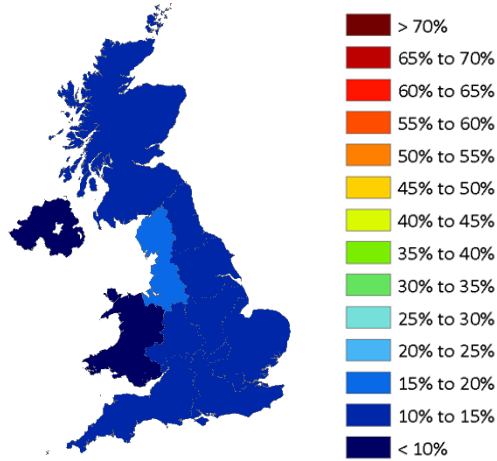 > 70%
65% to 70%
60% to 65%
55% to 60%
50% to 55%
45% to 50%
40% to 45%
35% to 40%
30% to 35%
25% to 30%
20% to 25%
15% to 20%
10% to 15%
< 10%